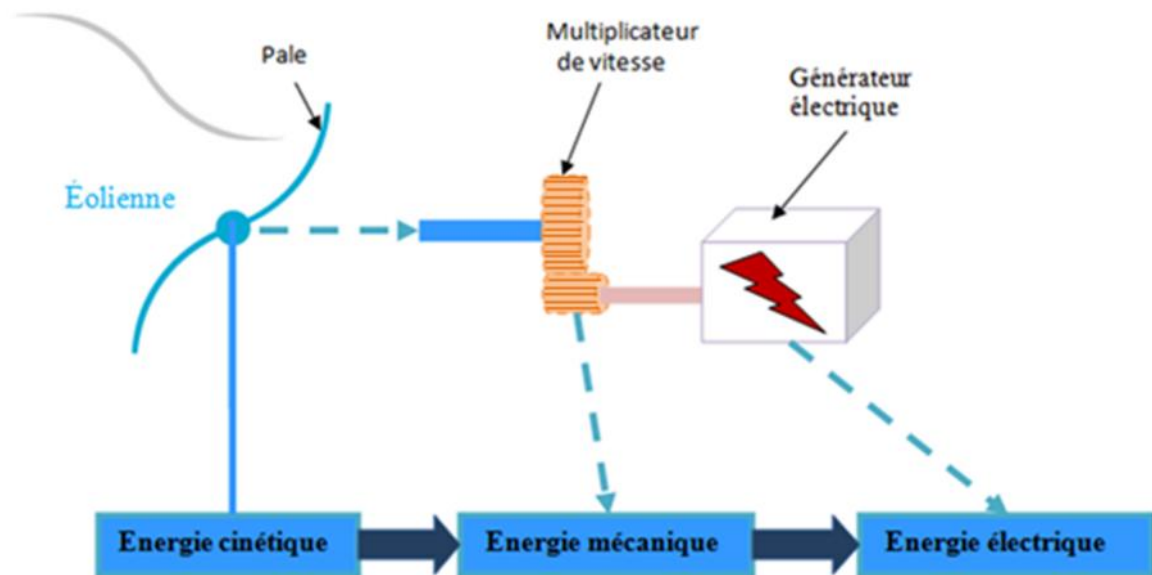 Pale
Multiplicateur
de vitesse
Générateur
électrique
Éolienne
Energie cinétique
Energie mécanique
Energie électrique